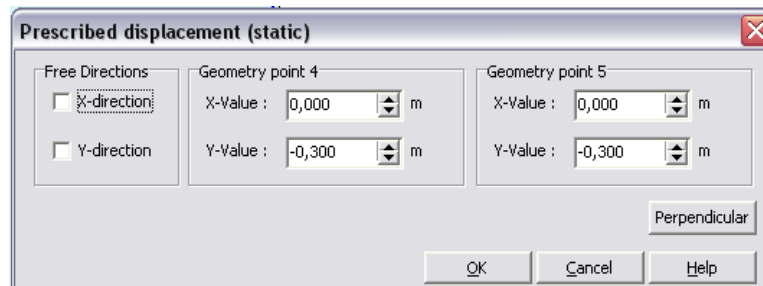 Prescribed displacement (static)
Free Directions
X-direction
Y-direction
Geometry point 4
X-Value : 0,000 m
Y-Value : -0,300 m
Geometry point 5
X-Value : 0,000 m
Y-Value : -0,300 m
Perpendicular
OK Cancel Help